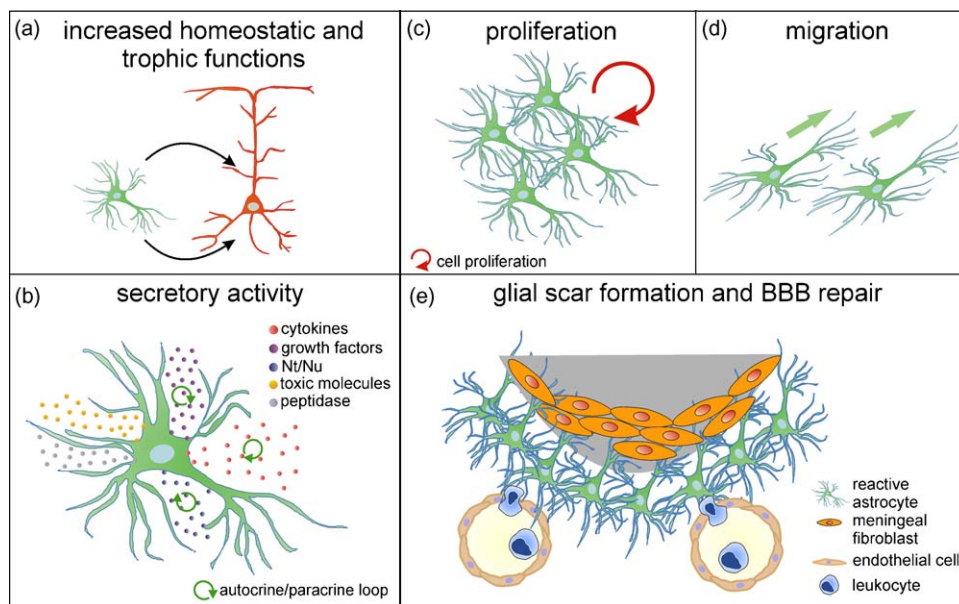 (a)
increased homeostatic and
trophic functions
(b)
secretory activity
cytokines
growth factors
Nt/Nu
toxic molecules
peptidase
autocrine/paracrine loop
(c)
proliferation
cell proliferation
(d)
migration
(e)
glial scar formation and BBB repair
reactive
astrocyte
meningeal
fibroblast
endothelial cell
leukocyte